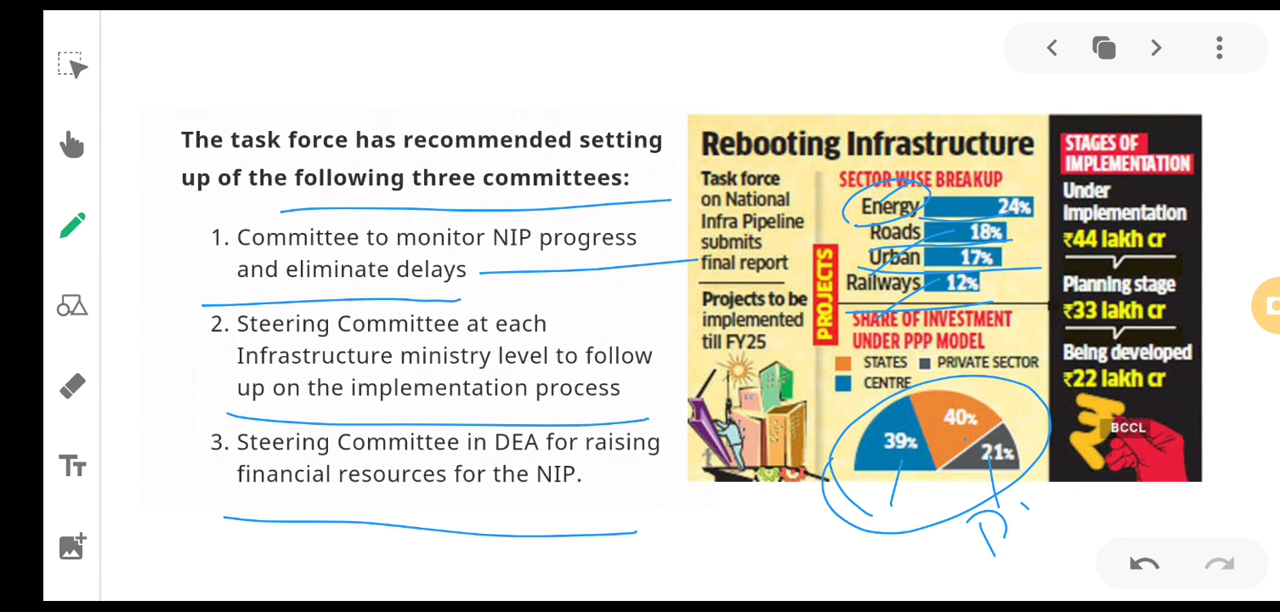 The task force has recommended setting
up of the following three committees:
1. Committee to monitor NIP progress
and eliminate delays
2. Steering Committee at each
Infrastructure ministry level to follow
up on the implementation process
3. Steering Committee in DEA for raising
financial resources for the NIP.
Rebooting Infrastructure
Task force
on National
Infra Pipeline
submits
final report
Projects to be
implemented
till FY25
PROJECTS
SECTOR-WISE BREAKUP
Energy 24%
Roads 18%
Urban 17%
Railways 12%
SHARE OF INVESTMENT
UNDER PPP MODEL
STATES PRIVATE SECTOR
CENTRE
40%
39%
21%
STAGES OF
IMPLEMENTATION
Under
Implementation
₹44 lakh cr
Planning stage
₹33 lakh cr
Being developed
₹22 lakh cr
BCCL
P
Tт